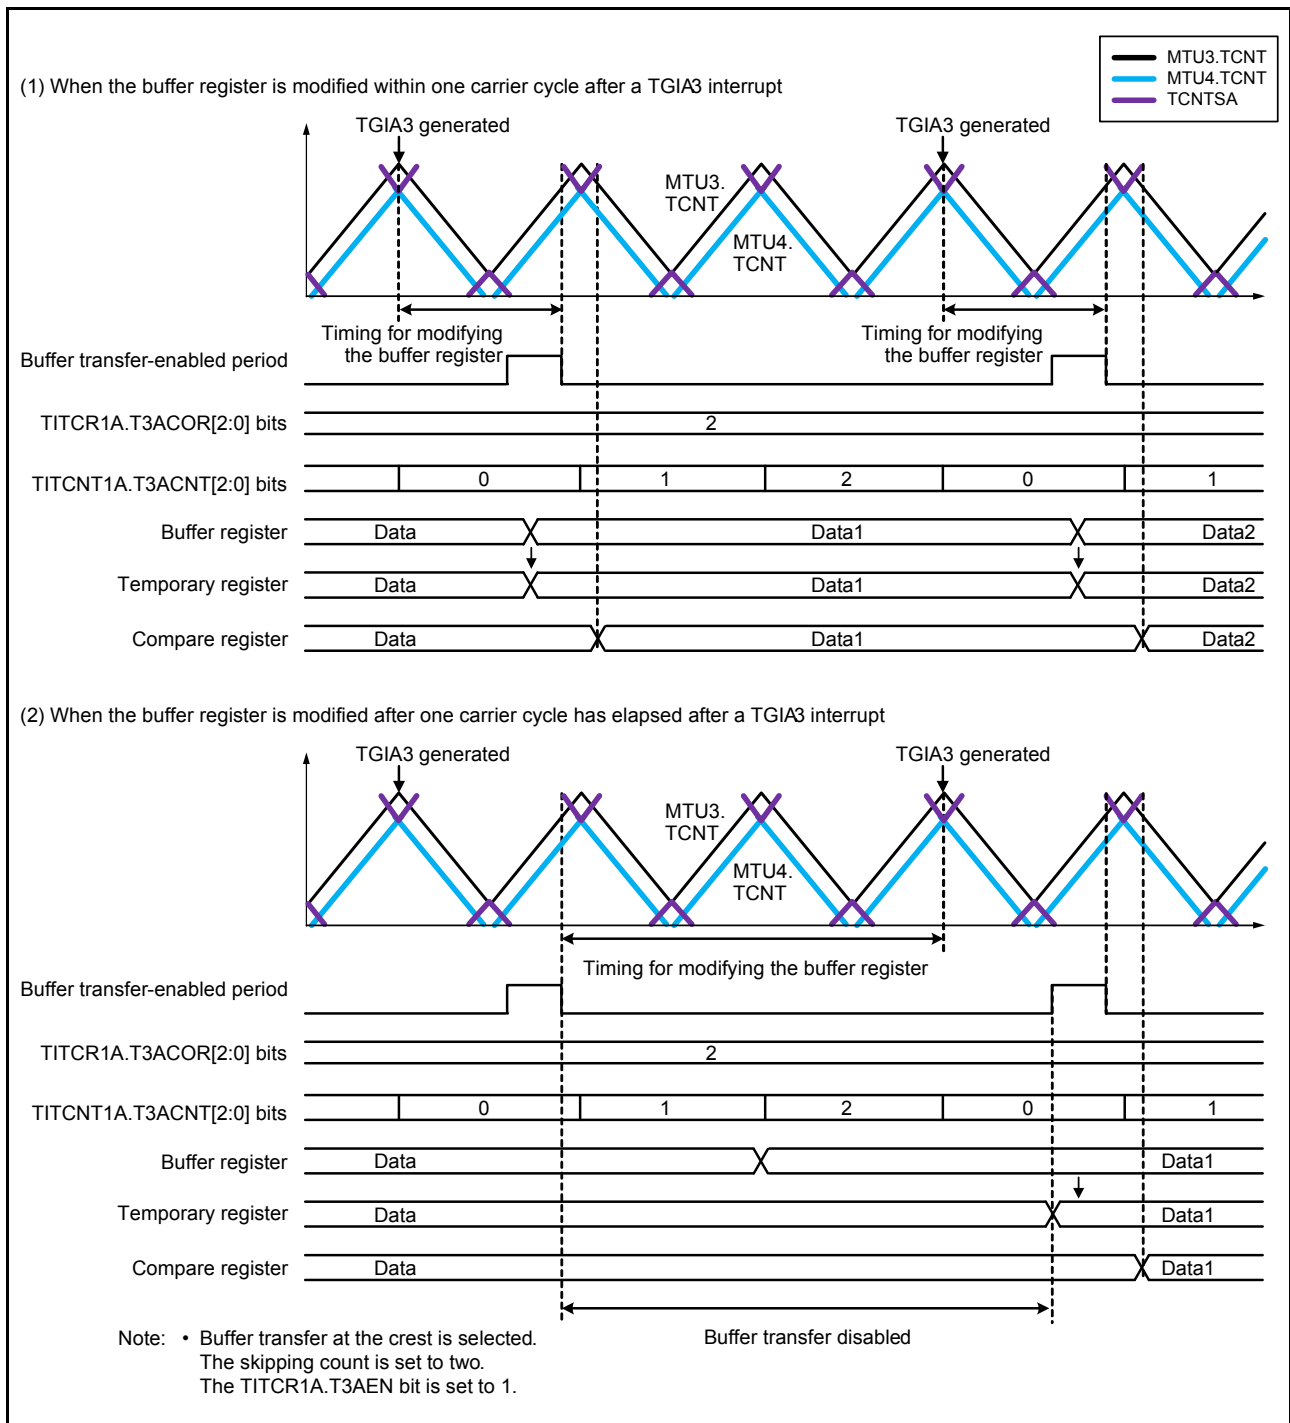 MTU3.TCNT
MTU4.TCNT
TCNTSA
(1) When the buffer register is modified within one carrier cycle after a TGIA3 interrupt
TGIA3 generated
TGIA3 generated
MTU3.
TCNT
MTU4.
TCNT
Timing for modifying
the buffer register
Timing for modifying
the buffer register
Buffer transfer-enabled period
TITCR1A.T3ACOR[2:0] bits
2
TITCNT1A.T3ACNT[2:0] bits
0 1 2 0 1
Buffer register
Data Data1 Data2
Temporary register
Data Data1 Data2
Compare register
Data Data1 Data2
(2) When the buffer register is modified after one carrier cycle has elapsed after a TGIA3 interrupt
TGIA3 generated
TGIA3 generated
MTU3.
TCNT
MTU4.
TCNT
Timing for modifying the buffer register
Buffer transfer-enabled period
TITCR1A.T3ACOR[2:0] bits
2
TITCNT1A.T3ACNT[2:0] bits
0 1 2 0 1
Buffer register
Data Data1
Temporary register
Data Data1
Compare register
Data Data1
Buffer transfer disabled
Note: • Buffer transfer at the crest is selected.
The skipping count is set to two.
The TITCR1A.T3AEN bit is set to 1.